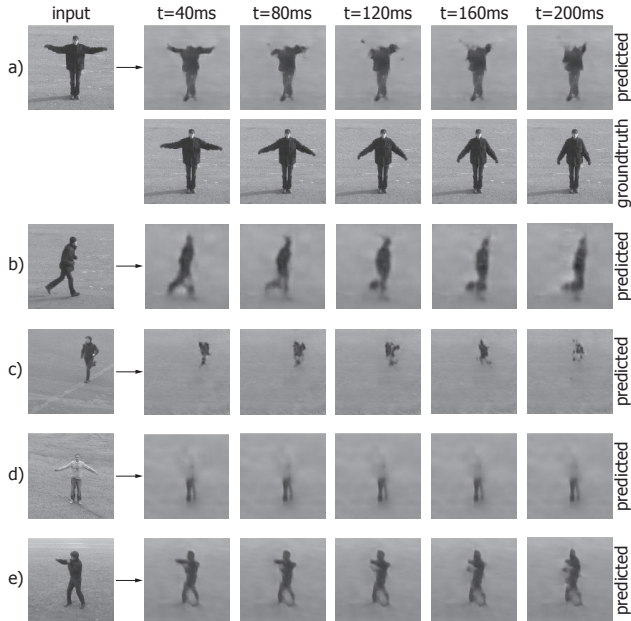 input t=40ms t=80ms t=120ms t=160ms t=200ms
a) predicted
groundtruth
b) predicted
c) predicted
d) predicted
e) predicted